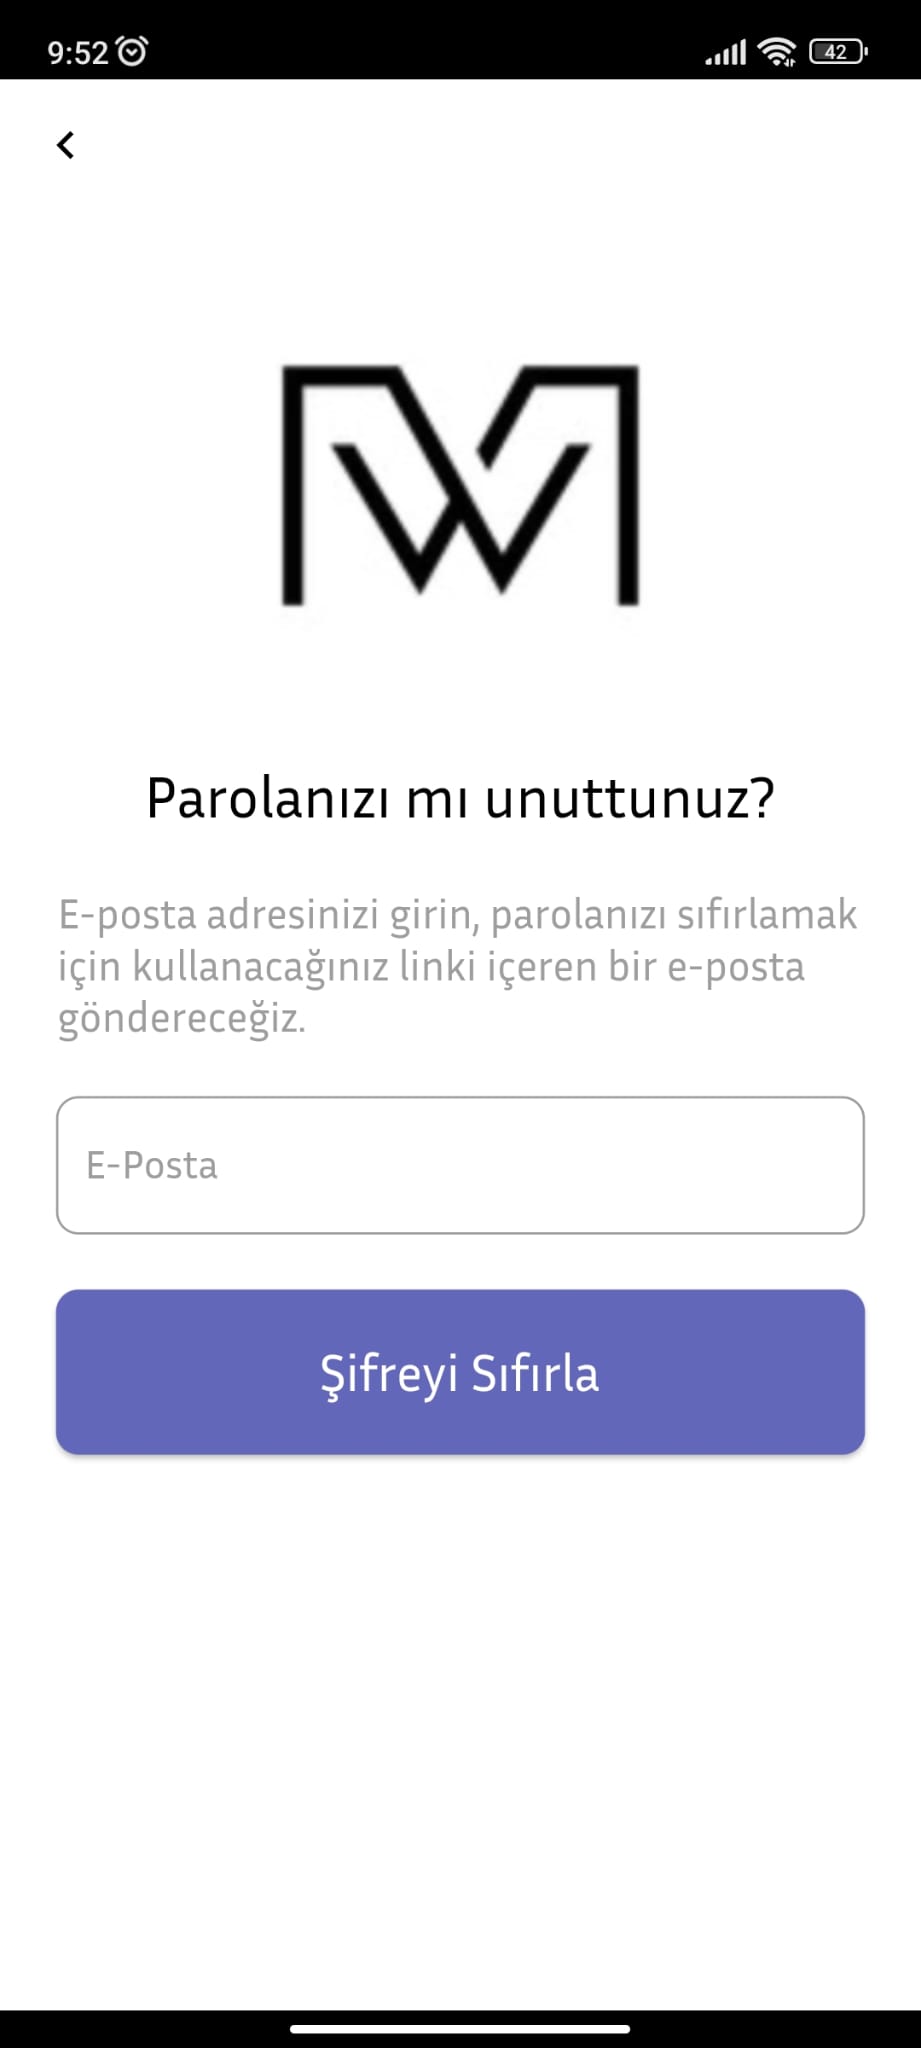 9:52
42
Parolanızı mı unuttunuz?
E-posta adresinizi girin, parolanızı sıfırlamak
için kullanacağınız linki içeren bir e-posta
göndereceğiz.
E-Posta
Şifreyi Sıfırla